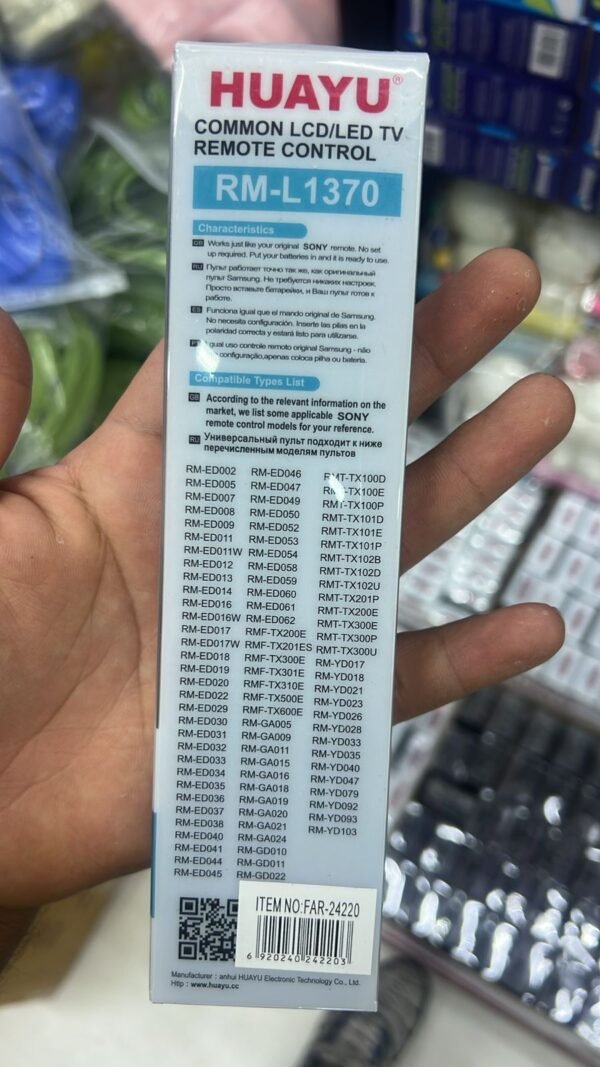 HUAYU®
COMMON LCD/LED TV
REMOTE CONTROL
RM-L1370
Characteristics
GB Works just like your original SONY remote. No set
up required. Put your batteries in and it is ready to use.
RU Пульт работает точно так же, как оригинальный
пульт Samsung. Не требуется никаких настроек.
Просто вставьте батарейки, и Ваш пульт готов к
работе.
ES Funciona igual que el mando original de Samsung.
No necesita configuración. Inserte las pilas en la
polaridad correcta y estará listo para utilizarse.
gual uso controle remoto original Samsung - não
configuração,apenas coloca pilha ou bateria.
Compatible Types List
GB According to the relevant information on the
market, we list some applicable SONY
remote control models for your reference.
RU Универсальный пульт подходит к ниже
перечисленным моделям пультов
RM-ED002
RM-ED005
RM-ED007
RM-ED008
RM-ED009
RM-ED011
RM-ED011W
RM-ED012
RM-ED013
RM-ED014
RM-ED016
RM-ED016W
RM-ED017
RM-ED017W
RM-ED018
RM-ED019
RM-ED020
RM-ED022
RM-ED029
RM-ED030
RM-ED031
RM-ED032
RM-ED033
RM-ED034
RM-ED035
RM-ED036
RM-ED037
RM-ED038
RM-ED040
RM-ED041
RM-ED044
RM-ED045
RM-ED046
RM-ED047
RM-ED049
RM-ED050
RM-ED052
RM-ED053
RM-ED054
RM-ED058
RM-ED059
RM-ED060
RM-ED061
RM-ED062
RMF-TX200E
RMF-TX201ES
RMF-TX300E
RMF-TX301E
RMF-TX310E
RMF-TX500E
RMF-TX600E
RM-GA005
RM-GA009
RM-GA011
RM-GA015
RM-GA016
RM-GA018
RM-GA019
RM-GA020
RM-GA021
RM-GA024
RM-GD010
RM-GD011
RM-GD022
RMT-TX100D
RMT-TX100E
RMT-TX100P
RMT-TX101D
RMT-TX101E
RMT-TX101P
RMT-TX102B
RMT-TX102D
RMT-TX102U
RMT-TX201P
RMT-TX200E
RMT-TX300E
RMT-TX300P
RMT-TX300U
RM-YD017
RM-YD018
RM-YD021
RM-YD023
RM-YD026
RM-YD028
RM-YD033
RM-YD035
RM-YD040
RM-YD047
RM-YD079
RM-YD092
RM-YD093
RM-YD103
ITEM NO:FAR-24220
6 920240 242203
Manufacturer : anhui HUAYU Electronic Technology Co., Ltd.
Http : www.huayu.cc